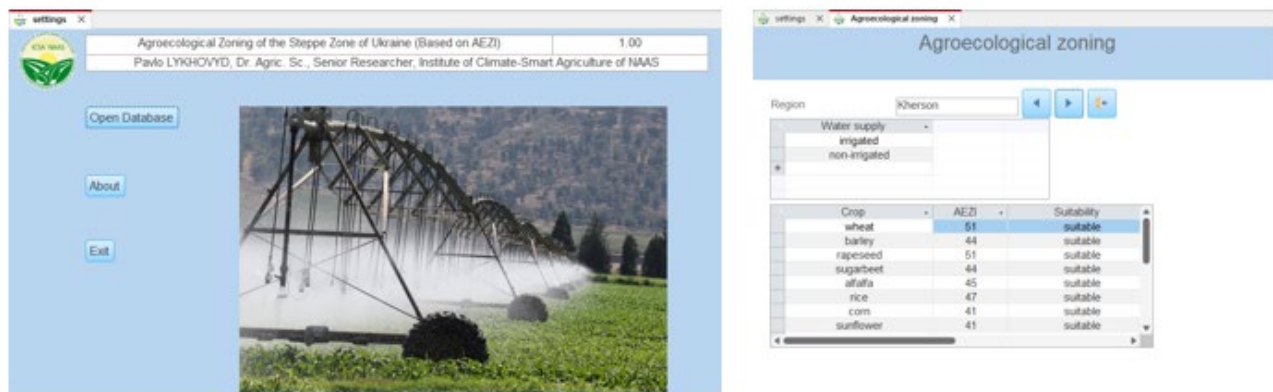 settings
ICSA NAAS
Agroecological Zoning of the Steppe Zone of Ukraine (Based on AEZI) 1.00
Pavlo LYKHOVYD, Dr. Agric. Sc., Senior Researcher, Institute of Climate-Smart Agriculture of NAAS
Open Database
About
Exit
settings Agroecological zoning
Agroecological zoning
Region Kherson
Water supply
irrigated
non-irrigated
Crop AEZI Suitability
wheat 51 suitable
barley 44 suitable
rapeseed 51 suitable
sugarbeet 44 suitable
alfalfa 45 suitable
rice 47 suitable
corn 41 suitable
sunflower 41 suitable